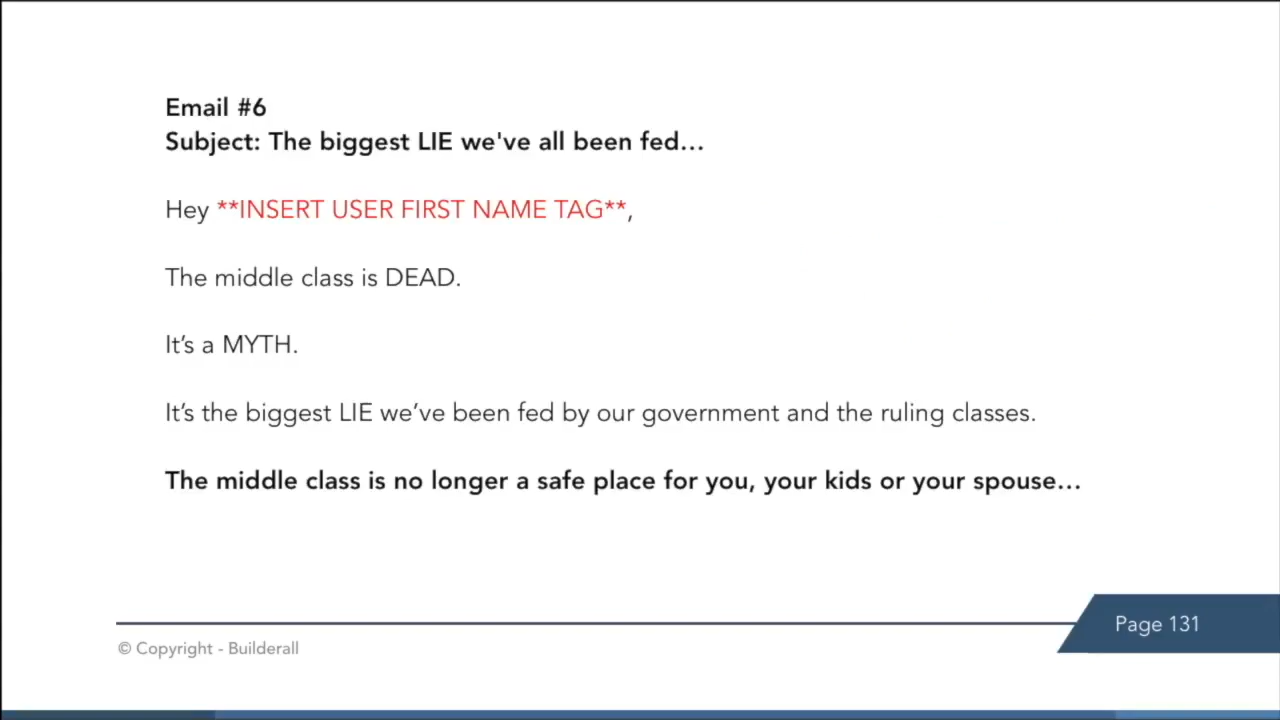 Email #6
Subject: The biggest LIE we've all been fed…
Hey **INSERT USER FIRST NAME TAG**,
The middle class is DEAD.
It’s a MYTH.
It’s the biggest LIE we’ve been fed by our government and the ruling classes.
The middle class is no longer a safe place for you, your kids or your spouse…
Page 131
© Copyright - Builderall